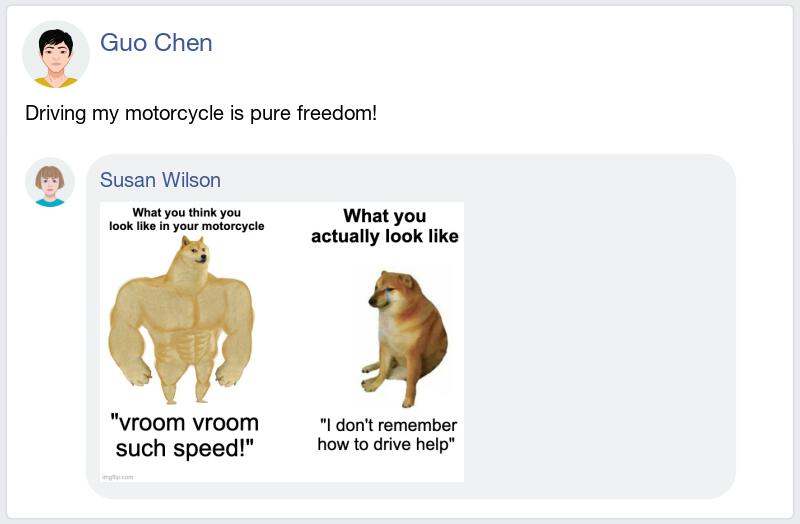 Guo Chen
Driving my motorcycle is pure freedom!
Susan Wilson
What you think you
look like in your motorcycle
What you
actually look like
"vroom vroom
such speed!"
"I don't remember
how to drive help"
imgflip.com